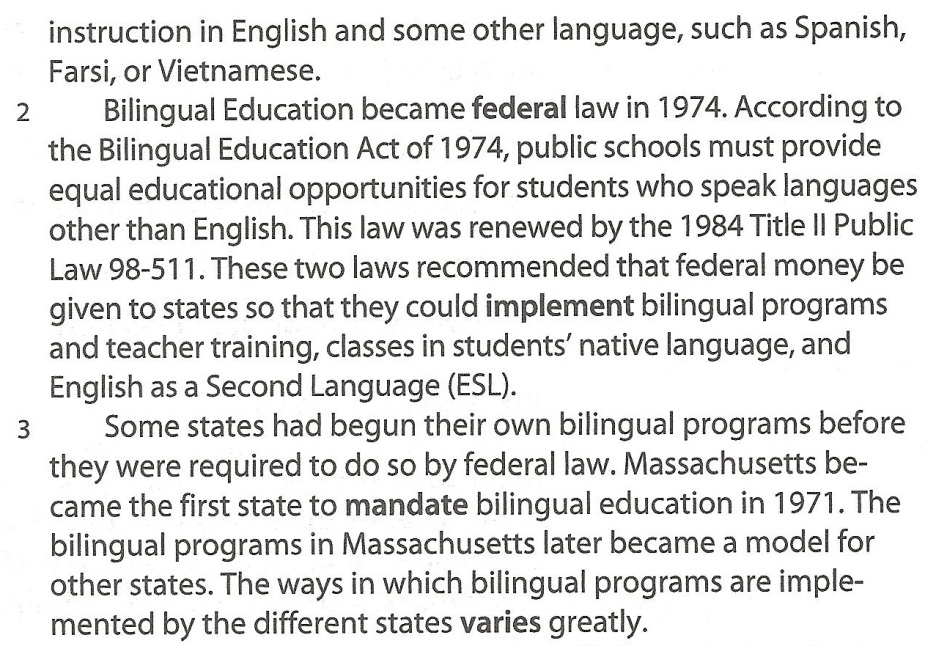 instruction in English and some other language, such as Spanish,
Farsi, or Vietnamese.
2 Bilingual Education became federal law in 1974. According to
the Bilingual Education Act of 1974, public schools must provide
equal educational opportunities for students who speak languages
other than English. This law was renewed by the 1984 Title II Public
Law 98-511. These two laws recommended that federal money be
given to states so that they could implement bilingual programs
and teacher training, classes in students' native language, and
English as a Second Language (ESL).
3 Some states had begun their own bilingual programs before
they were required to do so by federal law. Massachusetts be-
came the first state to mandate bilingual education in 1971. The
bilingual programs in Massachusetts later became a model for
other states. The ways in which bilingual programs are imple-
mented by the different states varies greatly.